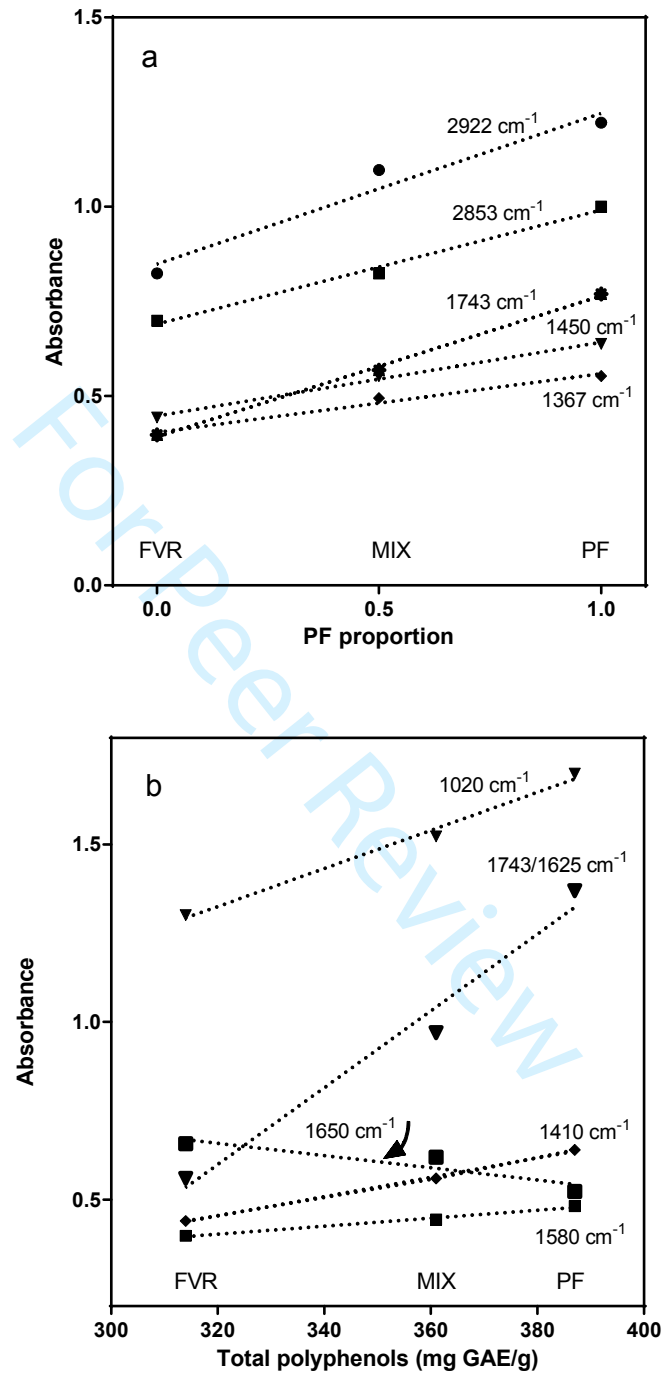 a
1.5
1.0
0.5
0.0
Absorbance
2922 cm-1
2853 cm-1
1743 cm-1
1450 cm-1
1367 cm-1
FVR MIX PF
0.0 0.5 1.0
PF proportion
For Peer Review
b
1.5
1.0
0.5
Absorbance
1020 cm-1
1743/1625 cm-1
1650 cm-1
1410 cm-1
1580 cm-1
FVR MIX PF
300 320 340 360 380 400
Total polyphenols (mg GAE/g)